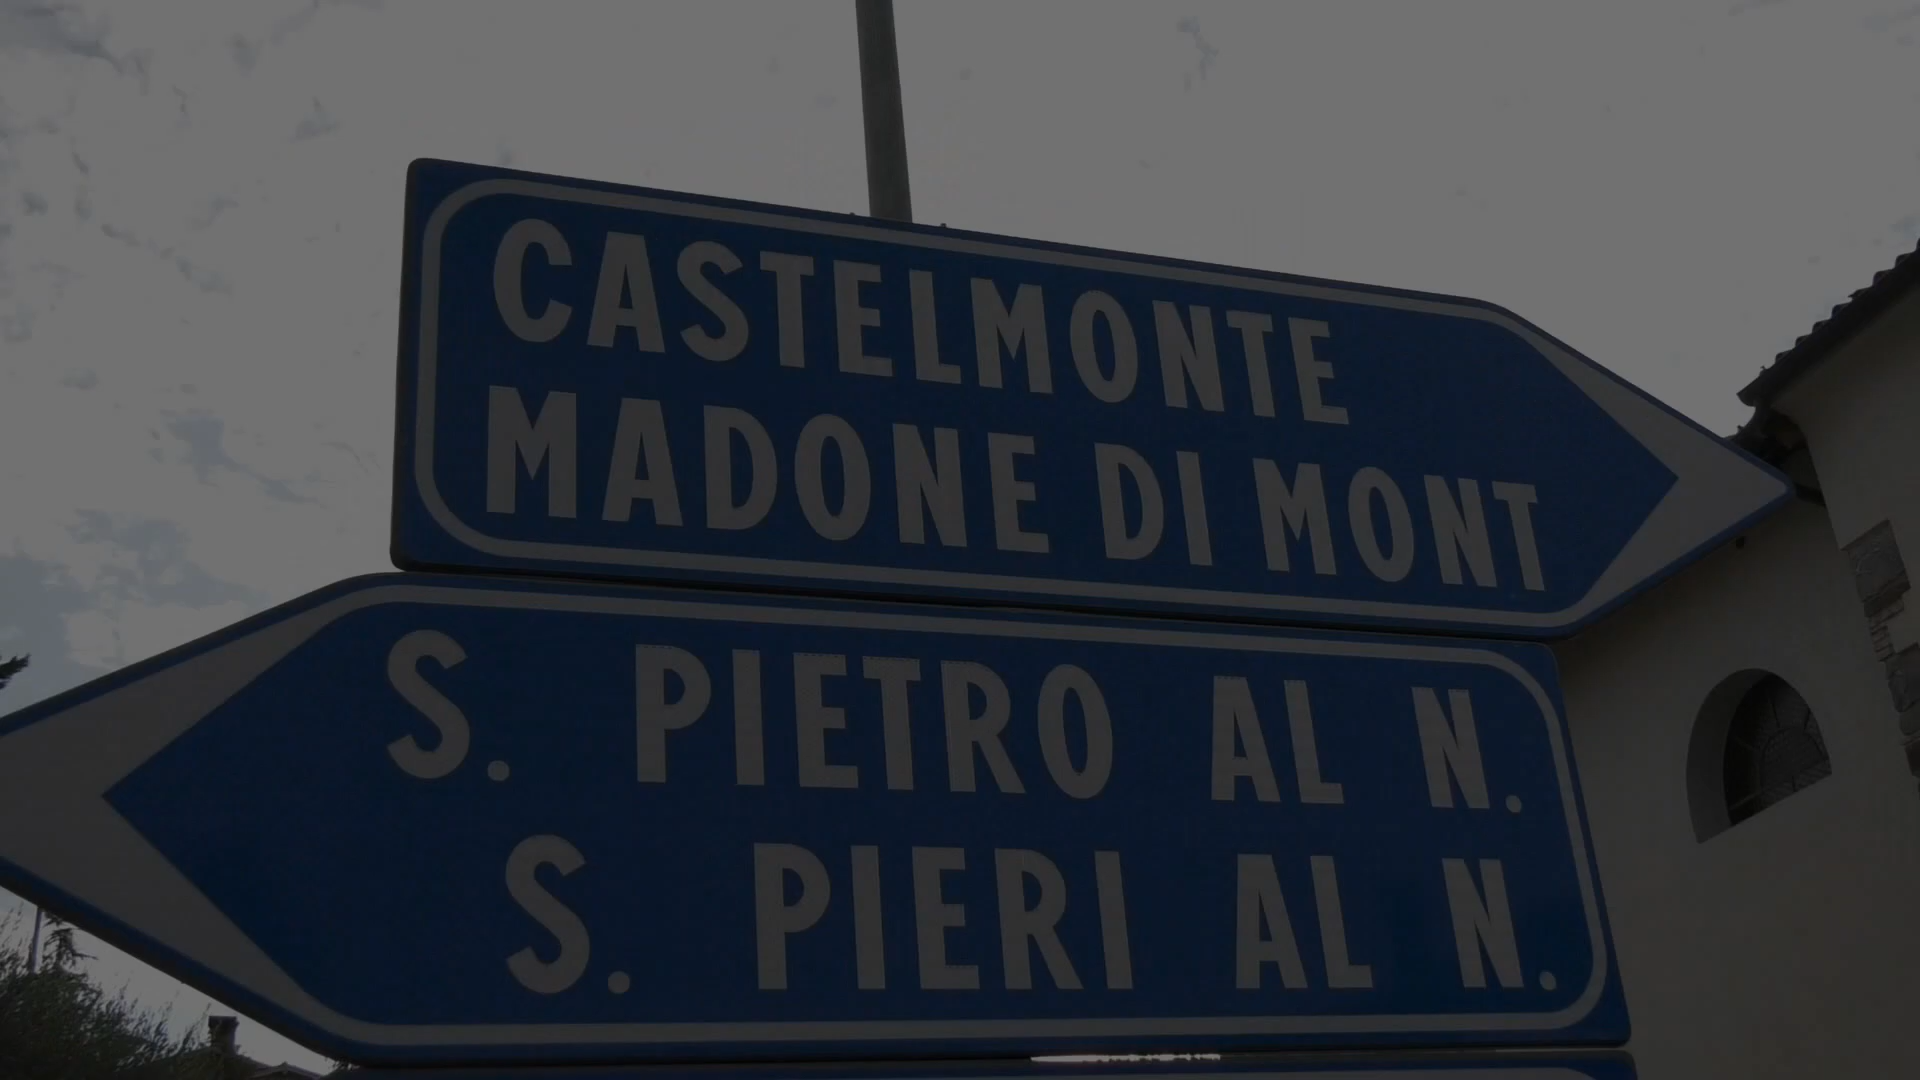 CASTELMONTE
MADONE DI MONT
S. PIETRO AL N.
S. PIERI AL N.